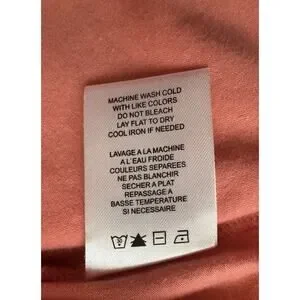 MACHINE WASH COLD
WITH LIKE COLORS
DO NOT BLEACH
LAY FLAT TO DRY
COOL IRON IF NEEDED
LAVAGE A LA MACHINE
A L'EAU FROIDE
COULEURS SEPAREES
NE PAS BLANCHIR
SECHER A PLAT
REPASSAGE A
BASSE TEMPERATURE
SI NECESSAIRE